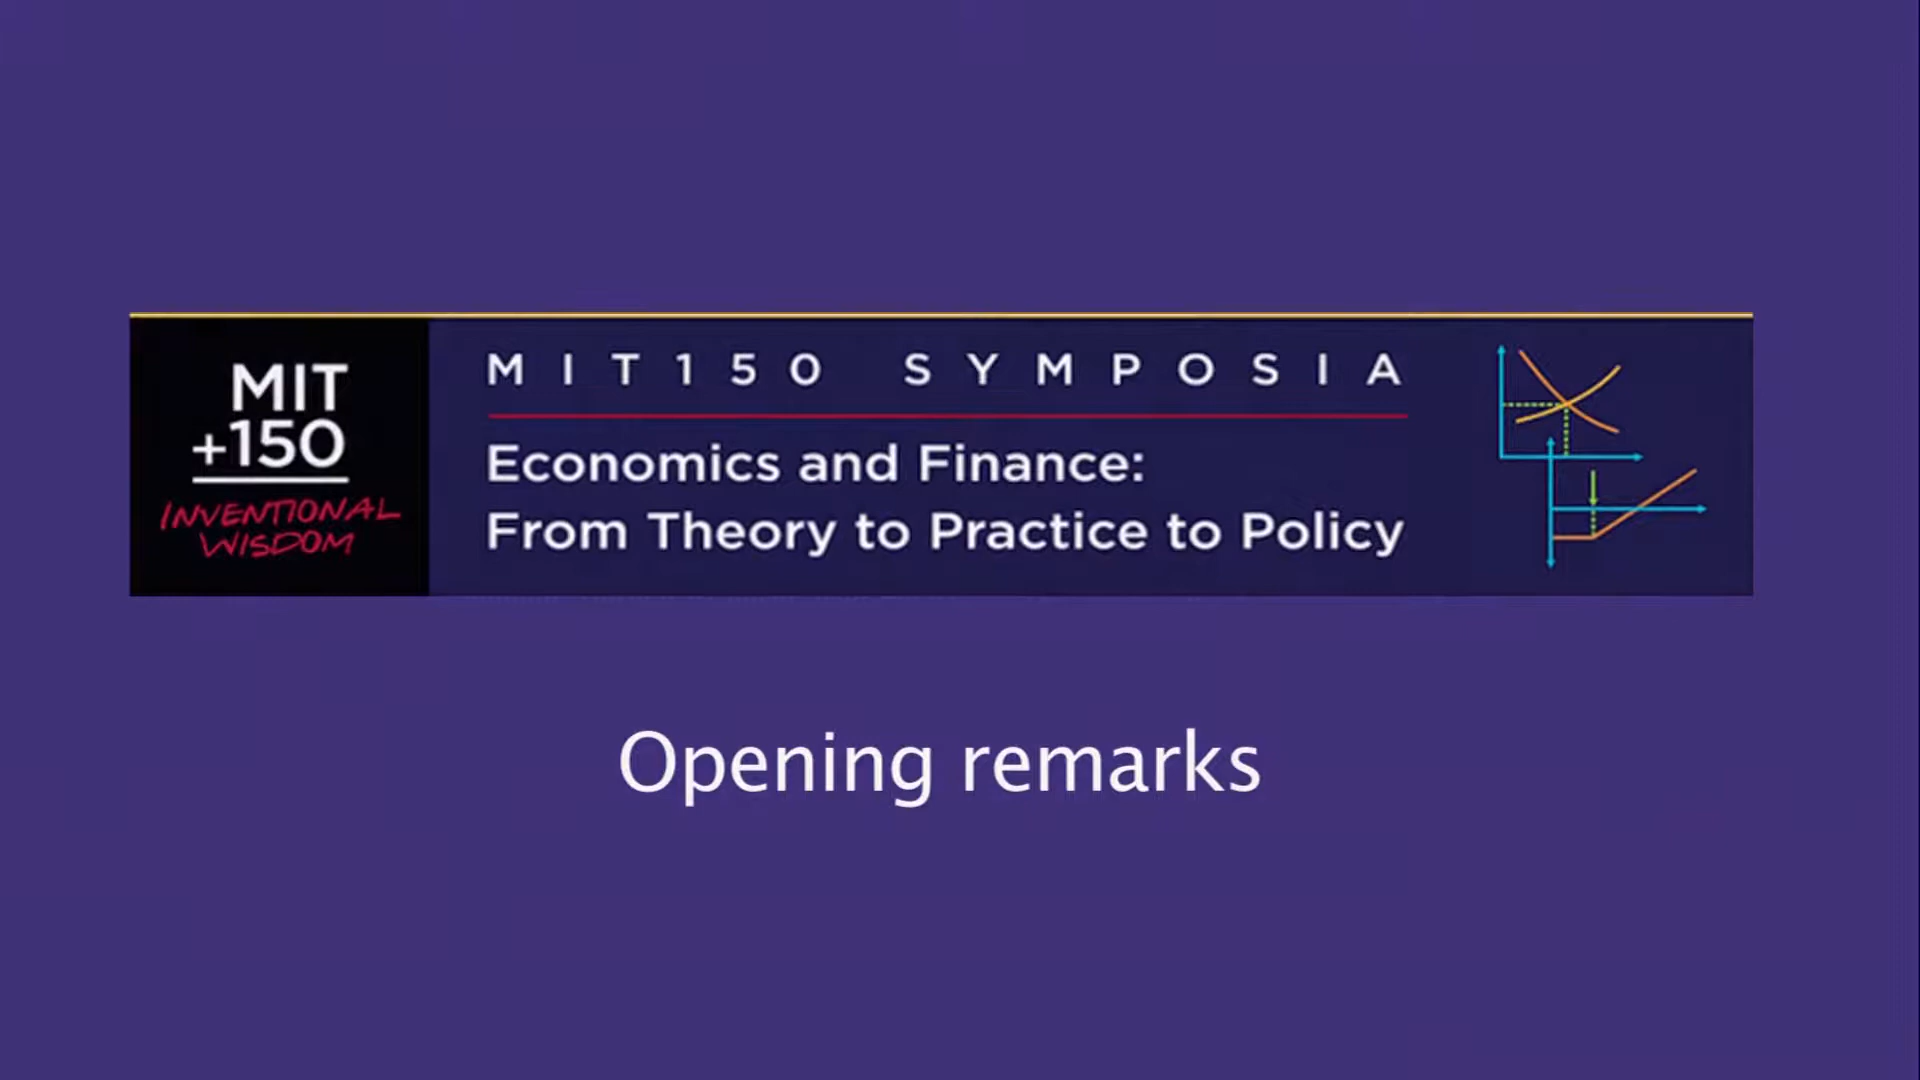 MIT
+150
INVENTIONAL
WISDOM
MIT150 SYMPOSIA
Economics and Finance:
From Theory to Practice to Policy
Opening remarks